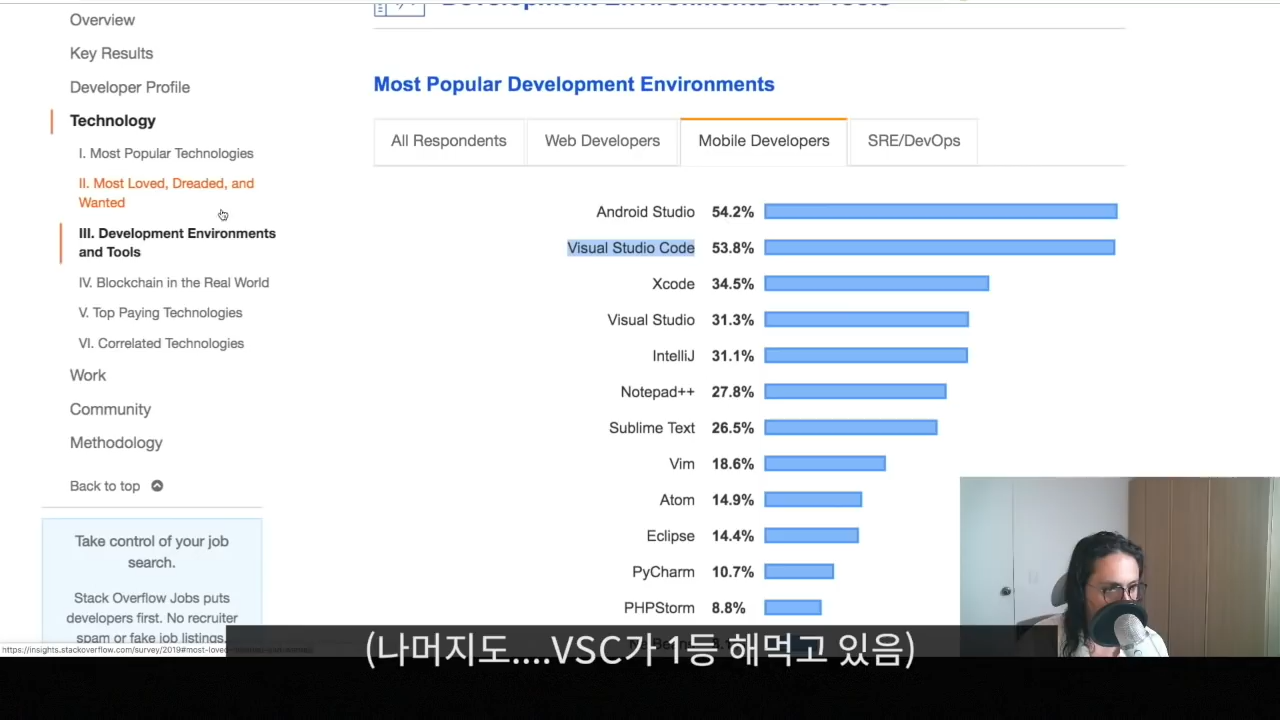 Overview
Key Results
Developer Profile
Technology
I. Most Popular Technologies
II. Most Loved, Dreaded, and
Wanted
III. Development Environments
and Tools
IV. Blockchain in the Real World
V. Top Paying Technologies
VI. Correlated Technologies
Work
Community
Methodology
Back to top
Take control of your job
search.
Stack Overflow Jobs puts
developers first. No recruiter
spam or fake job listings.
Development Environments and Tools
Most Popular Development Environments
All Respondents
Web Developers
Mobile Developers
SRE/DevOps
Android Studio 54.2%
Visual Studio Code 53.8%
Xcode 34.5%
Visual Studio 31.3%
IntelliJ 31.1%
Notepad++ 27.8%
Sublime Text 26.5%
Vim 18.6%
Atom 14.9%
Eclipse 14.4%
PyCharm 10.7%
PHPStorm 8.8%
(나머지도....VSC가 1등 해먹고 있음)